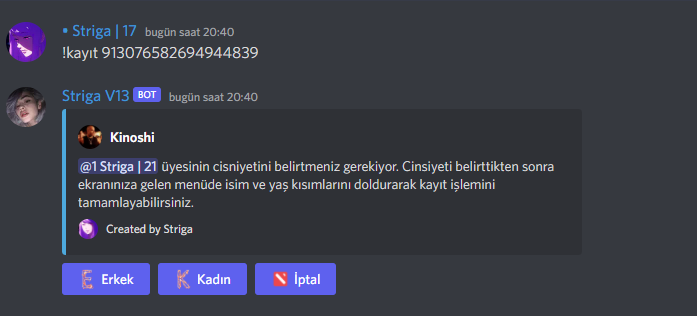 • Striga | 17 bugün saat 20:40
!kayıt 913076582694944839
Striga V13 BOT bugün saat 20:40
Kinoshi
@1 Striga | 21 üyesinin cisniyetini belirtmeniz gerekiyor. Cinsiyeti belirttikten sonra
ekranınıza gelen menüde isim ve yaş kısımlarını doldurarak kayıt işlemini
tamamlayabilirsiniz.
Created by Striga
E Erkek K Kadın İptal